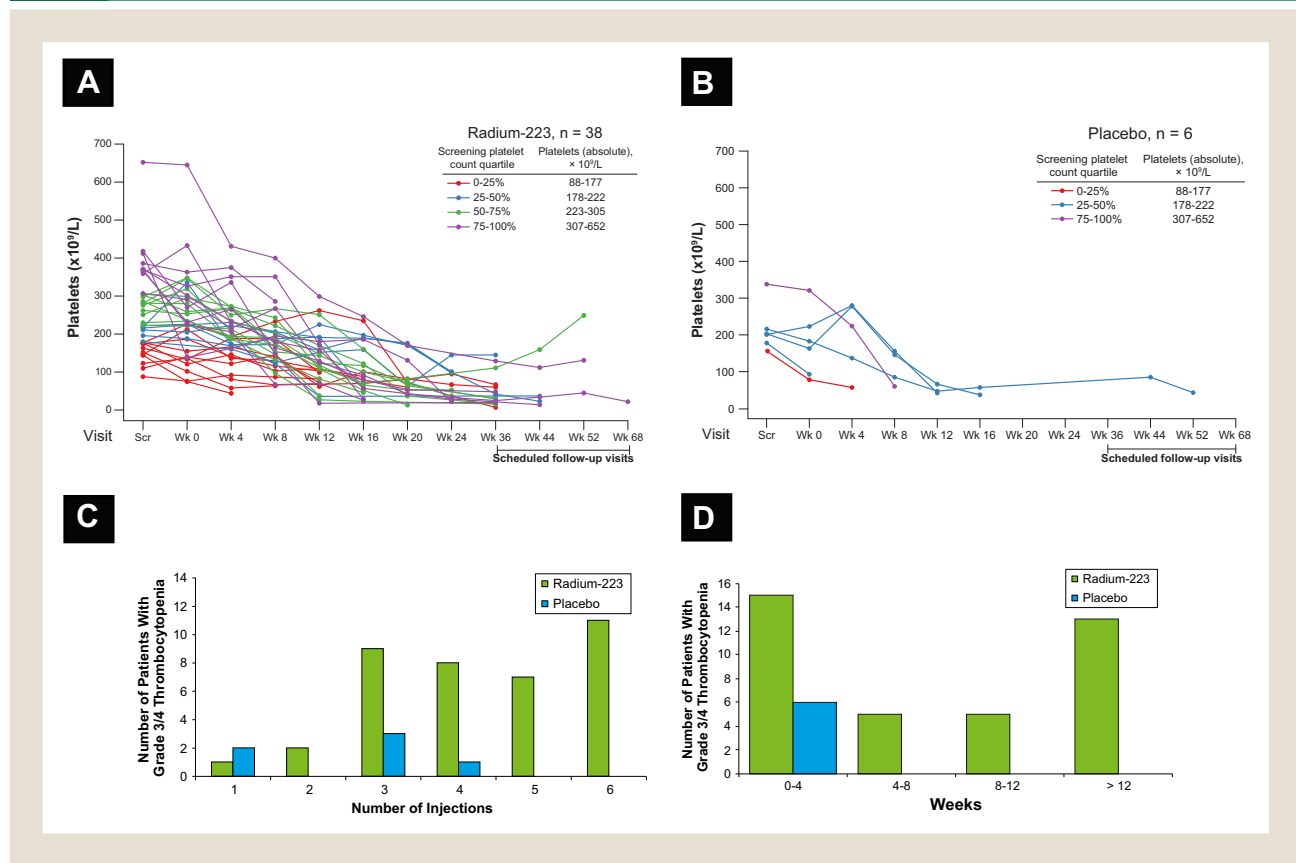 A
Radium-223, n = 38
Screening platelet count quartile
Platelets (absolute), × 10⁹/L
0-25% 88-177
25-50% 178-222
50-75% 223-305
75-100% 307-652
Platelets (x10⁹/L)
700
600
500
400
300
200
100
0
Visit Scr Wk 0 Wk 4 Wk 8 Wk 12 Wk 16 Wk 20 Wk 24 Wk 36 Wk 44 Wk 52 Wk 68
Scheduled follow-up visits
B
Placebo, n = 6
Screening platelet count quartile
Platelets (absolute), × 10⁹/L
0-25% 88-177
25-50% 178-222
75-100% 307-652
Platelets (x10⁹/L)
700
600
500
400
300
200
100
0
Visit Scr Wk 0 Wk 4 Wk 8 Wk 12 Wk 16 Wk 20 Wk 24 Wk 36 Wk 44 Wk 52 Wk 68
Scheduled follow-up visits
C
Number of Patients With
Grade 3/4 Thrombocytopenia
14
12
10
8
6
4
2
0
Radium-223
Placebo
1 2 3 4 5 6
Number of Injections
D
Number of Patients With
Grade 3/4 Thrombocytopenia
16
14
12
10
8
6
4
2
0
Radium-223
Placebo
0-4 4-8 8-12 > 12
Weeks